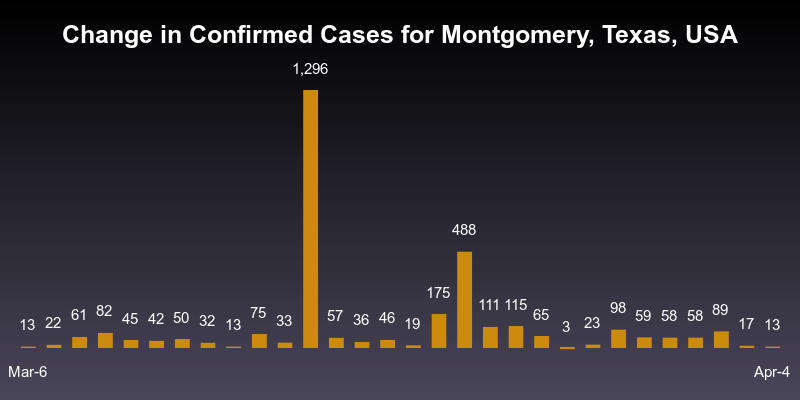 Change in Confirmed Cases for Montgomery, Texas, USA
13 22 61 82 45 42 50 32 13 75 33 1,296 57 36 46 19 175 488 111 115 65 3 23 98 59 58 58 89 17 13
Mar-6 Apr-4